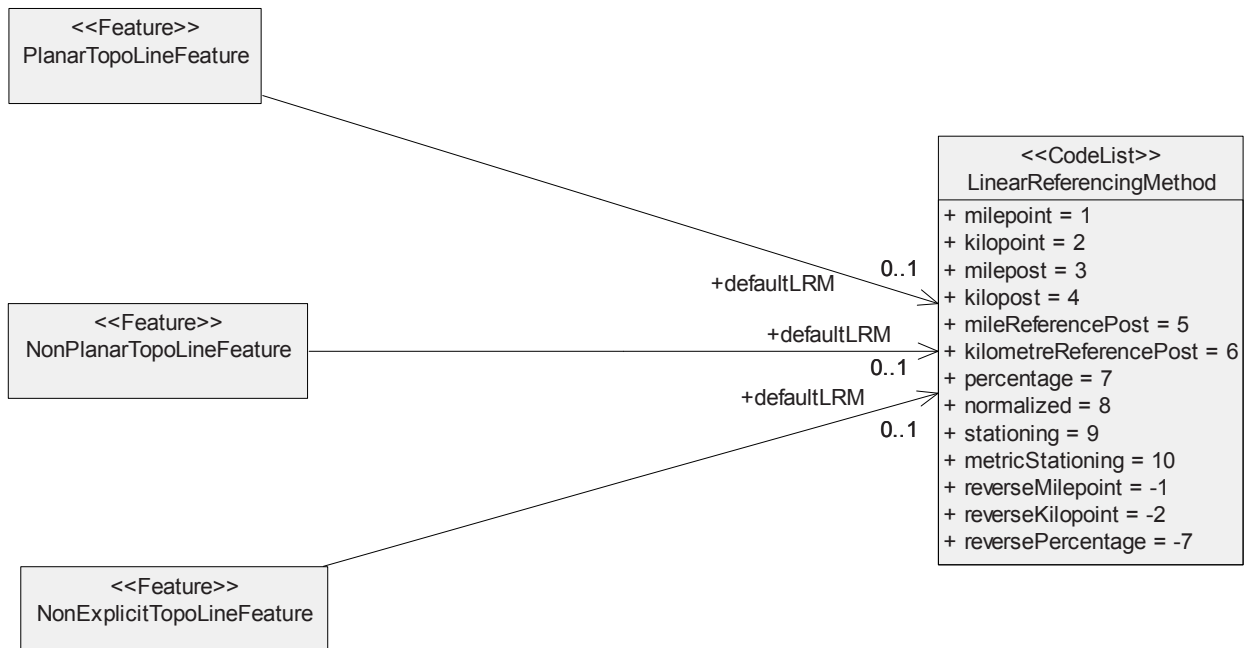 <<Feature>>
PlanarTopoLineFeature
<<CodeList>>
LinearReferencingMethod
+ milepoint = 1
+ kilopoint = 2
+ milepost = 3
+ kilopost = 4
+ mileReferencePost = 5
+ kilometreReferencePost = 6
+ percentage = 7
+ normalized = 8
+ stationing = 9
+ metricStationing = 10
+ reverseMilepoint = -1
+ reverseKilopoint = -2
+ reversePercentage = -7
0..1
+defaultLRM
<<Feature>>
NonPlanarTopoLineFeature
+defaultLRM
0..1
+defaultLRM
0..1
<<Feature>>
NonExplicitTopoLineFeature